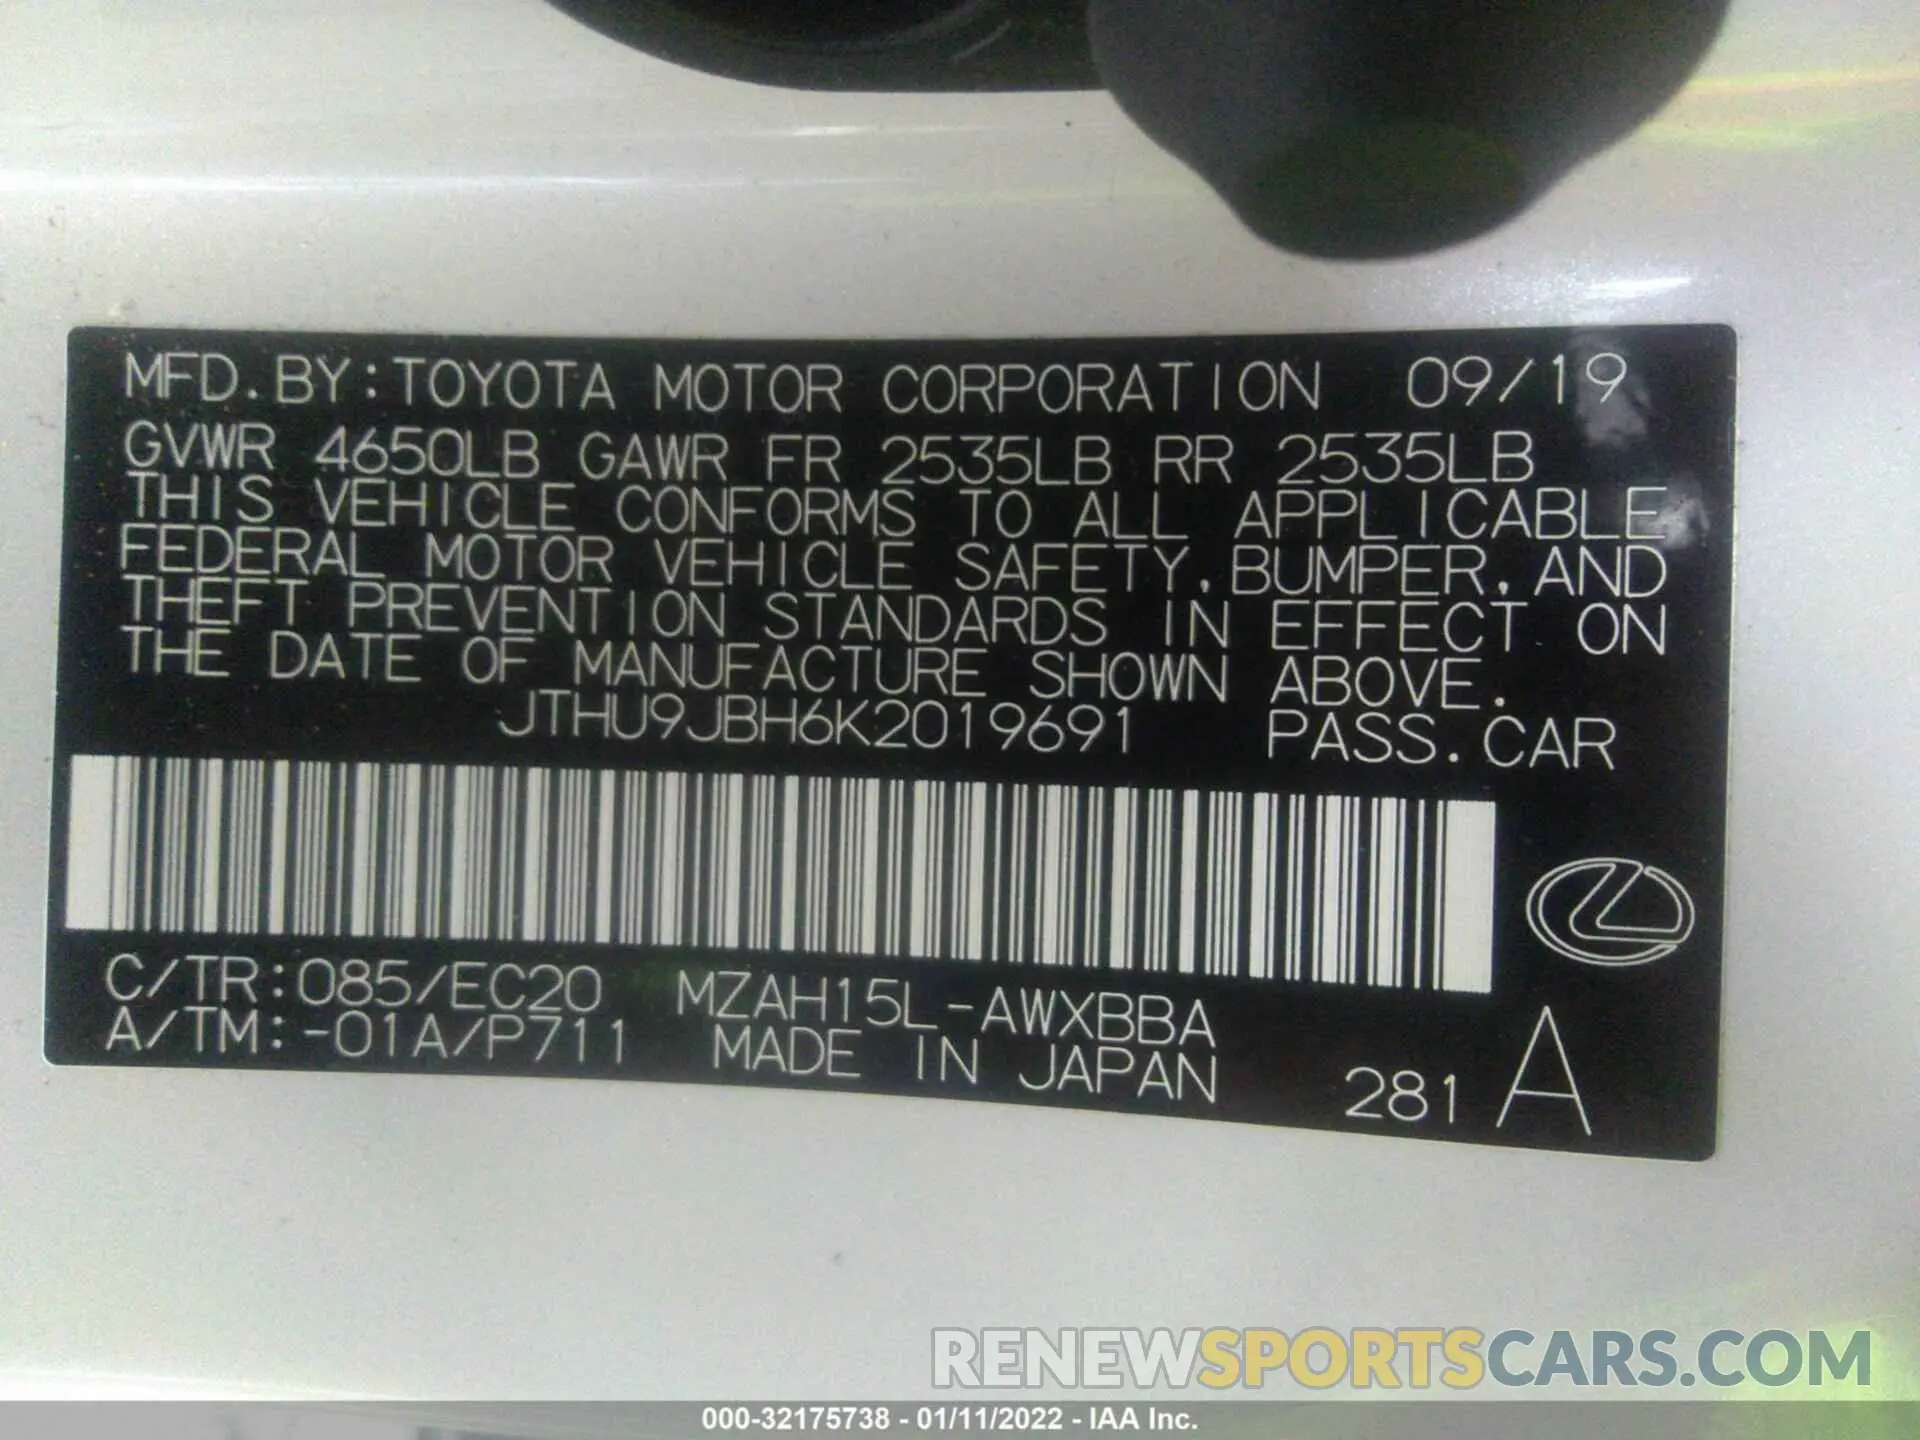 MFD.BY:TOYOTA MOTOR CORPORATION 09/19
GVWR 4650LB GAWR FR 2535LB RR 2535LB
THIS VEHICLE CONFORMS TO ALL APPLICABLE
FEDERAL MOTOR VEHICLE SAFETY,BUMPER,AND
THEFT PREVENTION STANDARDS IN EFFECT ON
THE DATE OF MANUFACTURE SHOWN ABOVE.
JTHU9JBH6K2019691 PASS.CAR
C/TR:085/EC20 MZAH15L-AWXBBA
A/TM:-01A/P711 MADE IN JAPAN 281 A
RENEWSPORTSCARS.COM
000-32175738 - 01/11/2022 - IAA Inc.